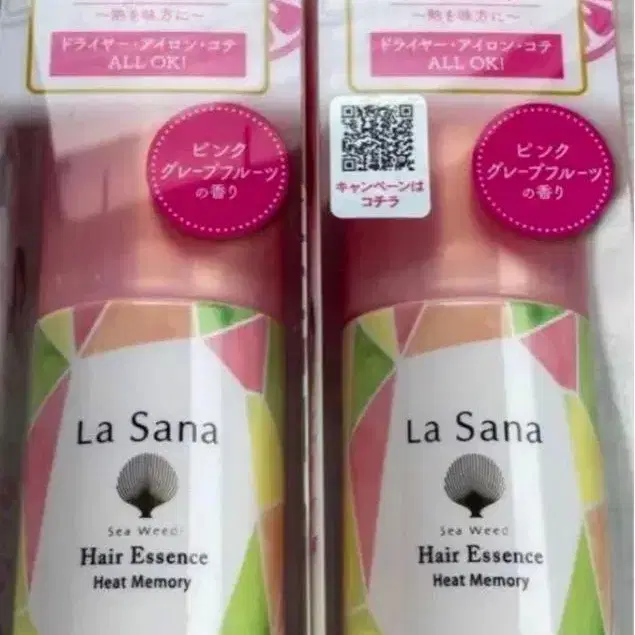 〜熱を味方に〜
ドライヤー・アイロン・コテ
ALL OK!
ピンク
グレープフルーツ
の香り
La Sana
Sea Weed
Hair Essence
Heat Memory
〜熱を味方に〜
ドライヤー・アイロン・コテ
ALL OK!
キャンペーンは
コチラ
ピンク
グレープフルーツ
の香り
La Sana
Sea Weed
Hair Essence
Heat Memory